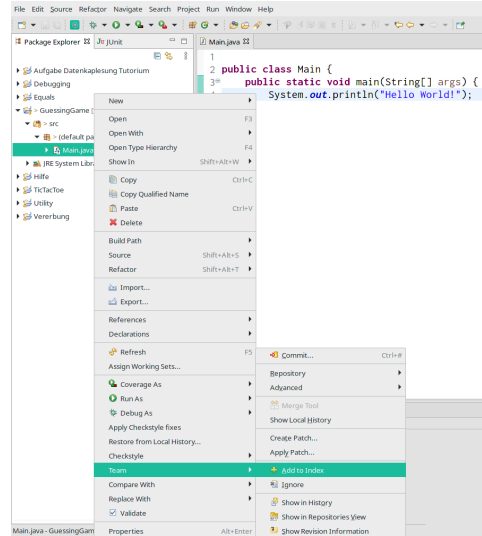 File Edit Source Refactor Navigate Search Project Run Window Help
Package Explorer
JUnit
Main.java
Aufgabe Datenkaplesung Tutorium
Debugging
Equals
> GuessingGame [
> src
> (default pa
Main.java
JRE System Libr
Hilfe
TicTacToe
Utility
Vererbung
1
2 public class Main {
3 public static void main(String[] args) {
4 System.out.println("Hello World!");
New
Open F3
Open With
Open Type Hierarchy F4
Show In Shift+Alt+W
Copy Ctrl+C
Copy Qualified Name
Paste Ctrl+V
Delete
Build Path
Source Shift+Alt+S
Refactor Shift+Alt+T
Import...
Export...
References
Declarations
Refresh F5
Assign Working Sets...
Coverage As
Run As
Debug As
Apply Checkstyle fixes
Restore from Local History...
Checkstyle
Team
Compare With
Replace With
Validate
Properties Alt+Enter
Commit... Ctrl+#
Repository
Advanced
Merge Tool
Show Local History
Create Patch...
Apply Patch...
Add to Index
Ignore
Show in History
Show in Repositories View
Show Revision Information
Main.java - GuessingGam